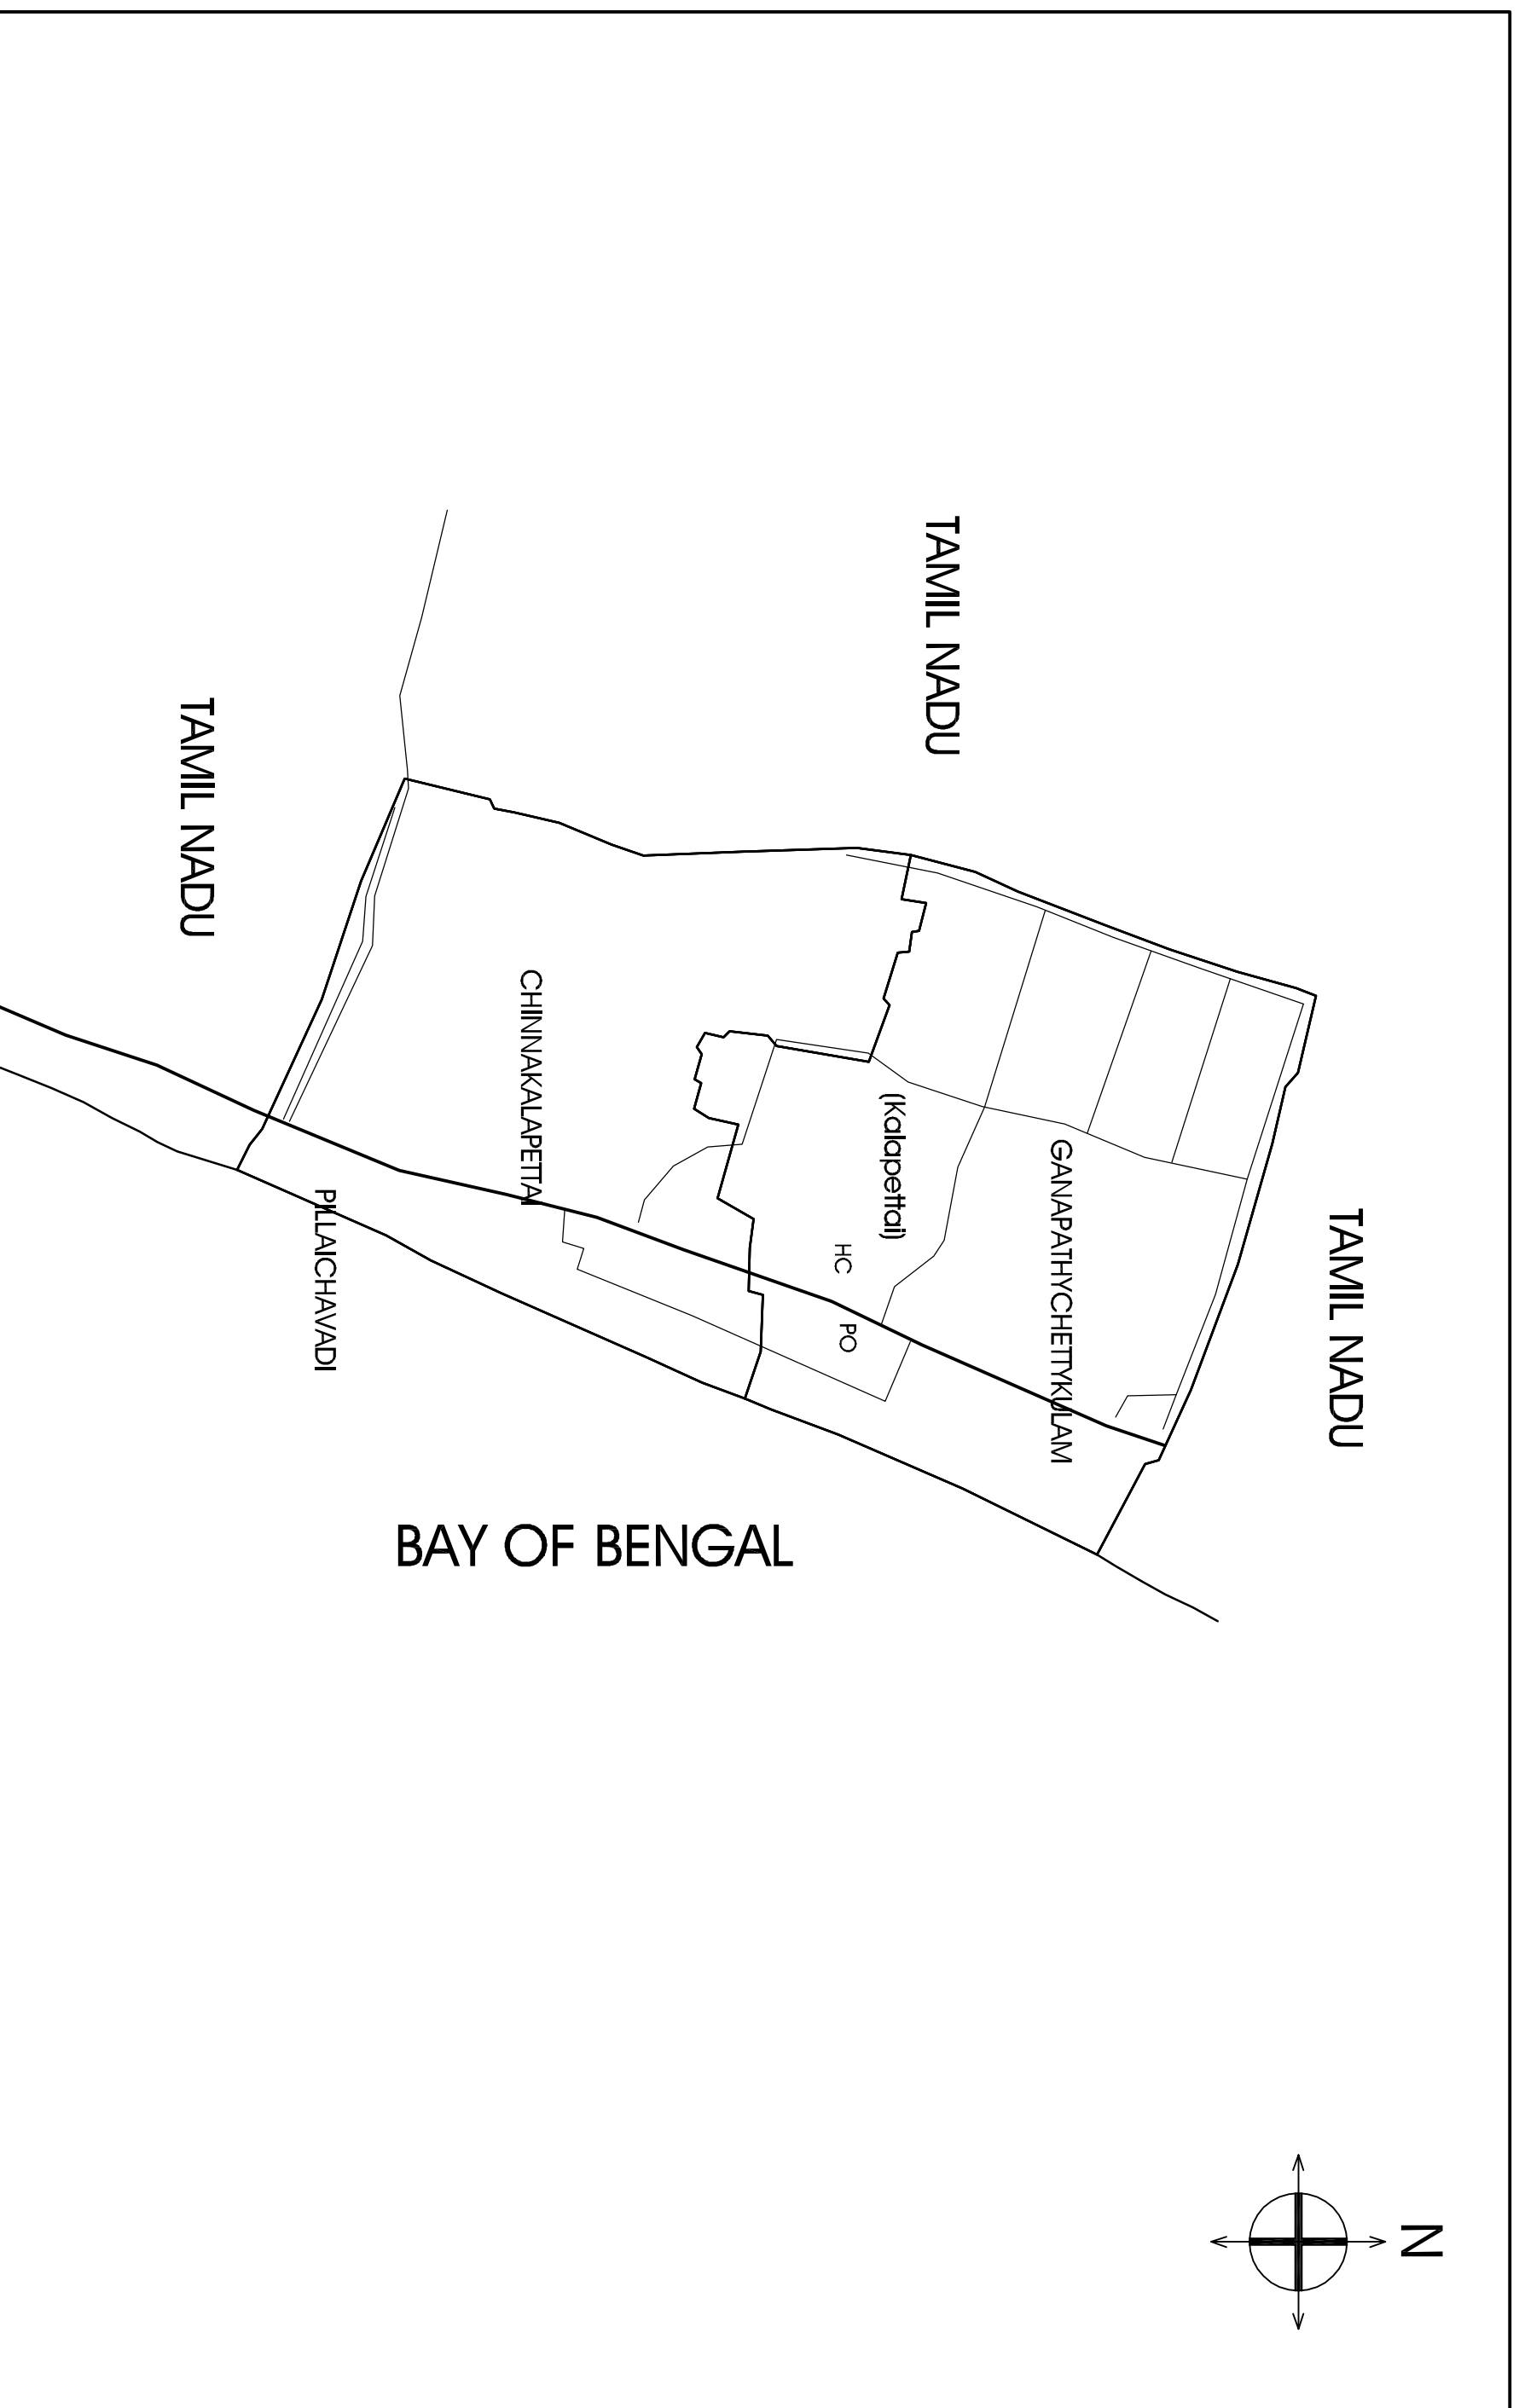 TAMIL NADU
TAMIL NADU
TAMIL NADU
CHINNAKALAPETTAI
(Kalapettai)
GANAPATHYCHETTYKULAM
PILLAICHAVADI
HC
PO
BAY OF BENGAL
N